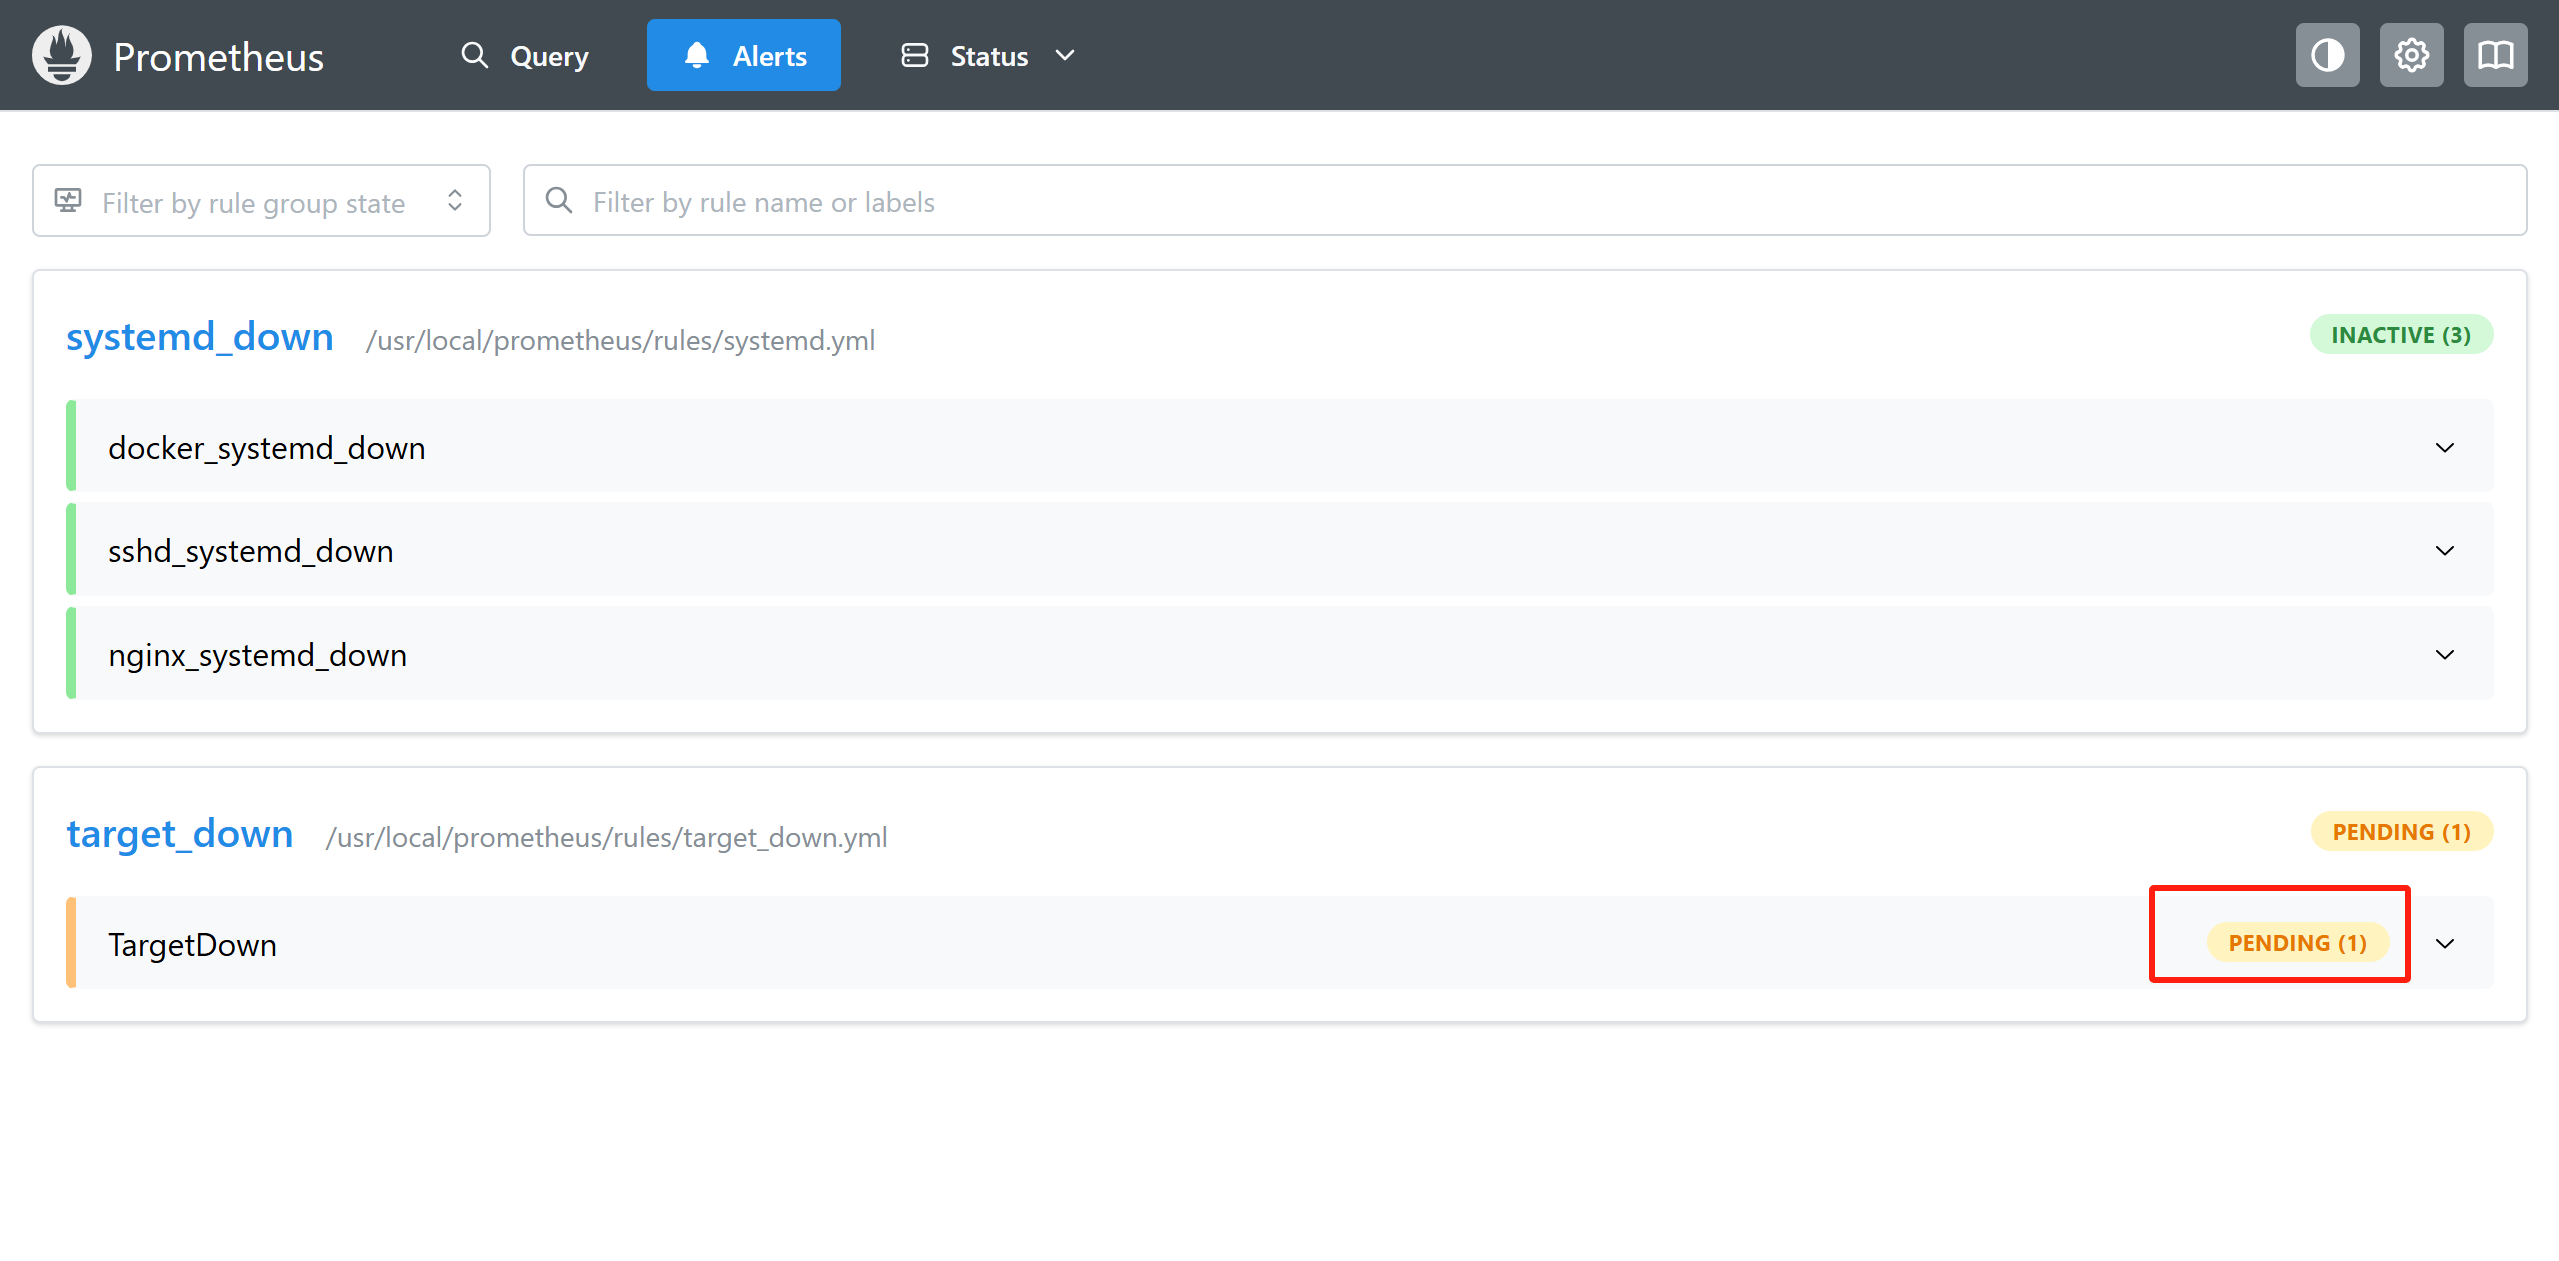 Prometheus Query Alerts Status
Filter by rule group state Filter by rule name or labels
systemd_down /usr/local/prometheus/rules/systemd.yml INACTIVE (3)
docker_systemd_down
sshd_systemd_down
nginx_systemd_down
target_down /usr/local/prometheus/rules/target_down.yml PENDING (1)
TargetDown PENDING (1)